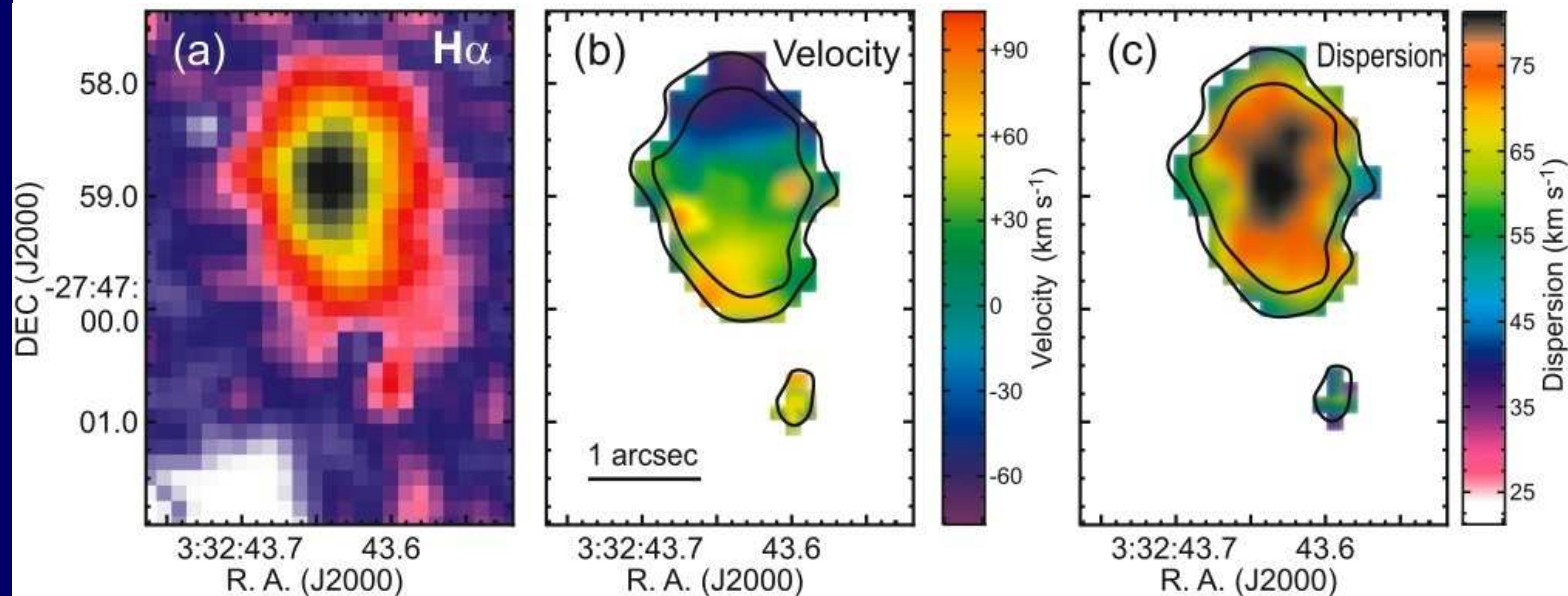 (a) Hα
58.0
59.0
-27:47:
00.0
01.0
DEC (J2000)
3:32:43.7 43.6
R. A. (J2000)
(b) Velocity
1 arcsec
3:32:43.7 43.6
R. A. (J2000)
+90
+60
+30
0
-30
-60
Velocity (km s⁻¹)
(c) Dispersion
3:32:43.7 43.6
R. A. (J2000)
75
65
55
45
35
25
Dispersion (km s⁻¹)